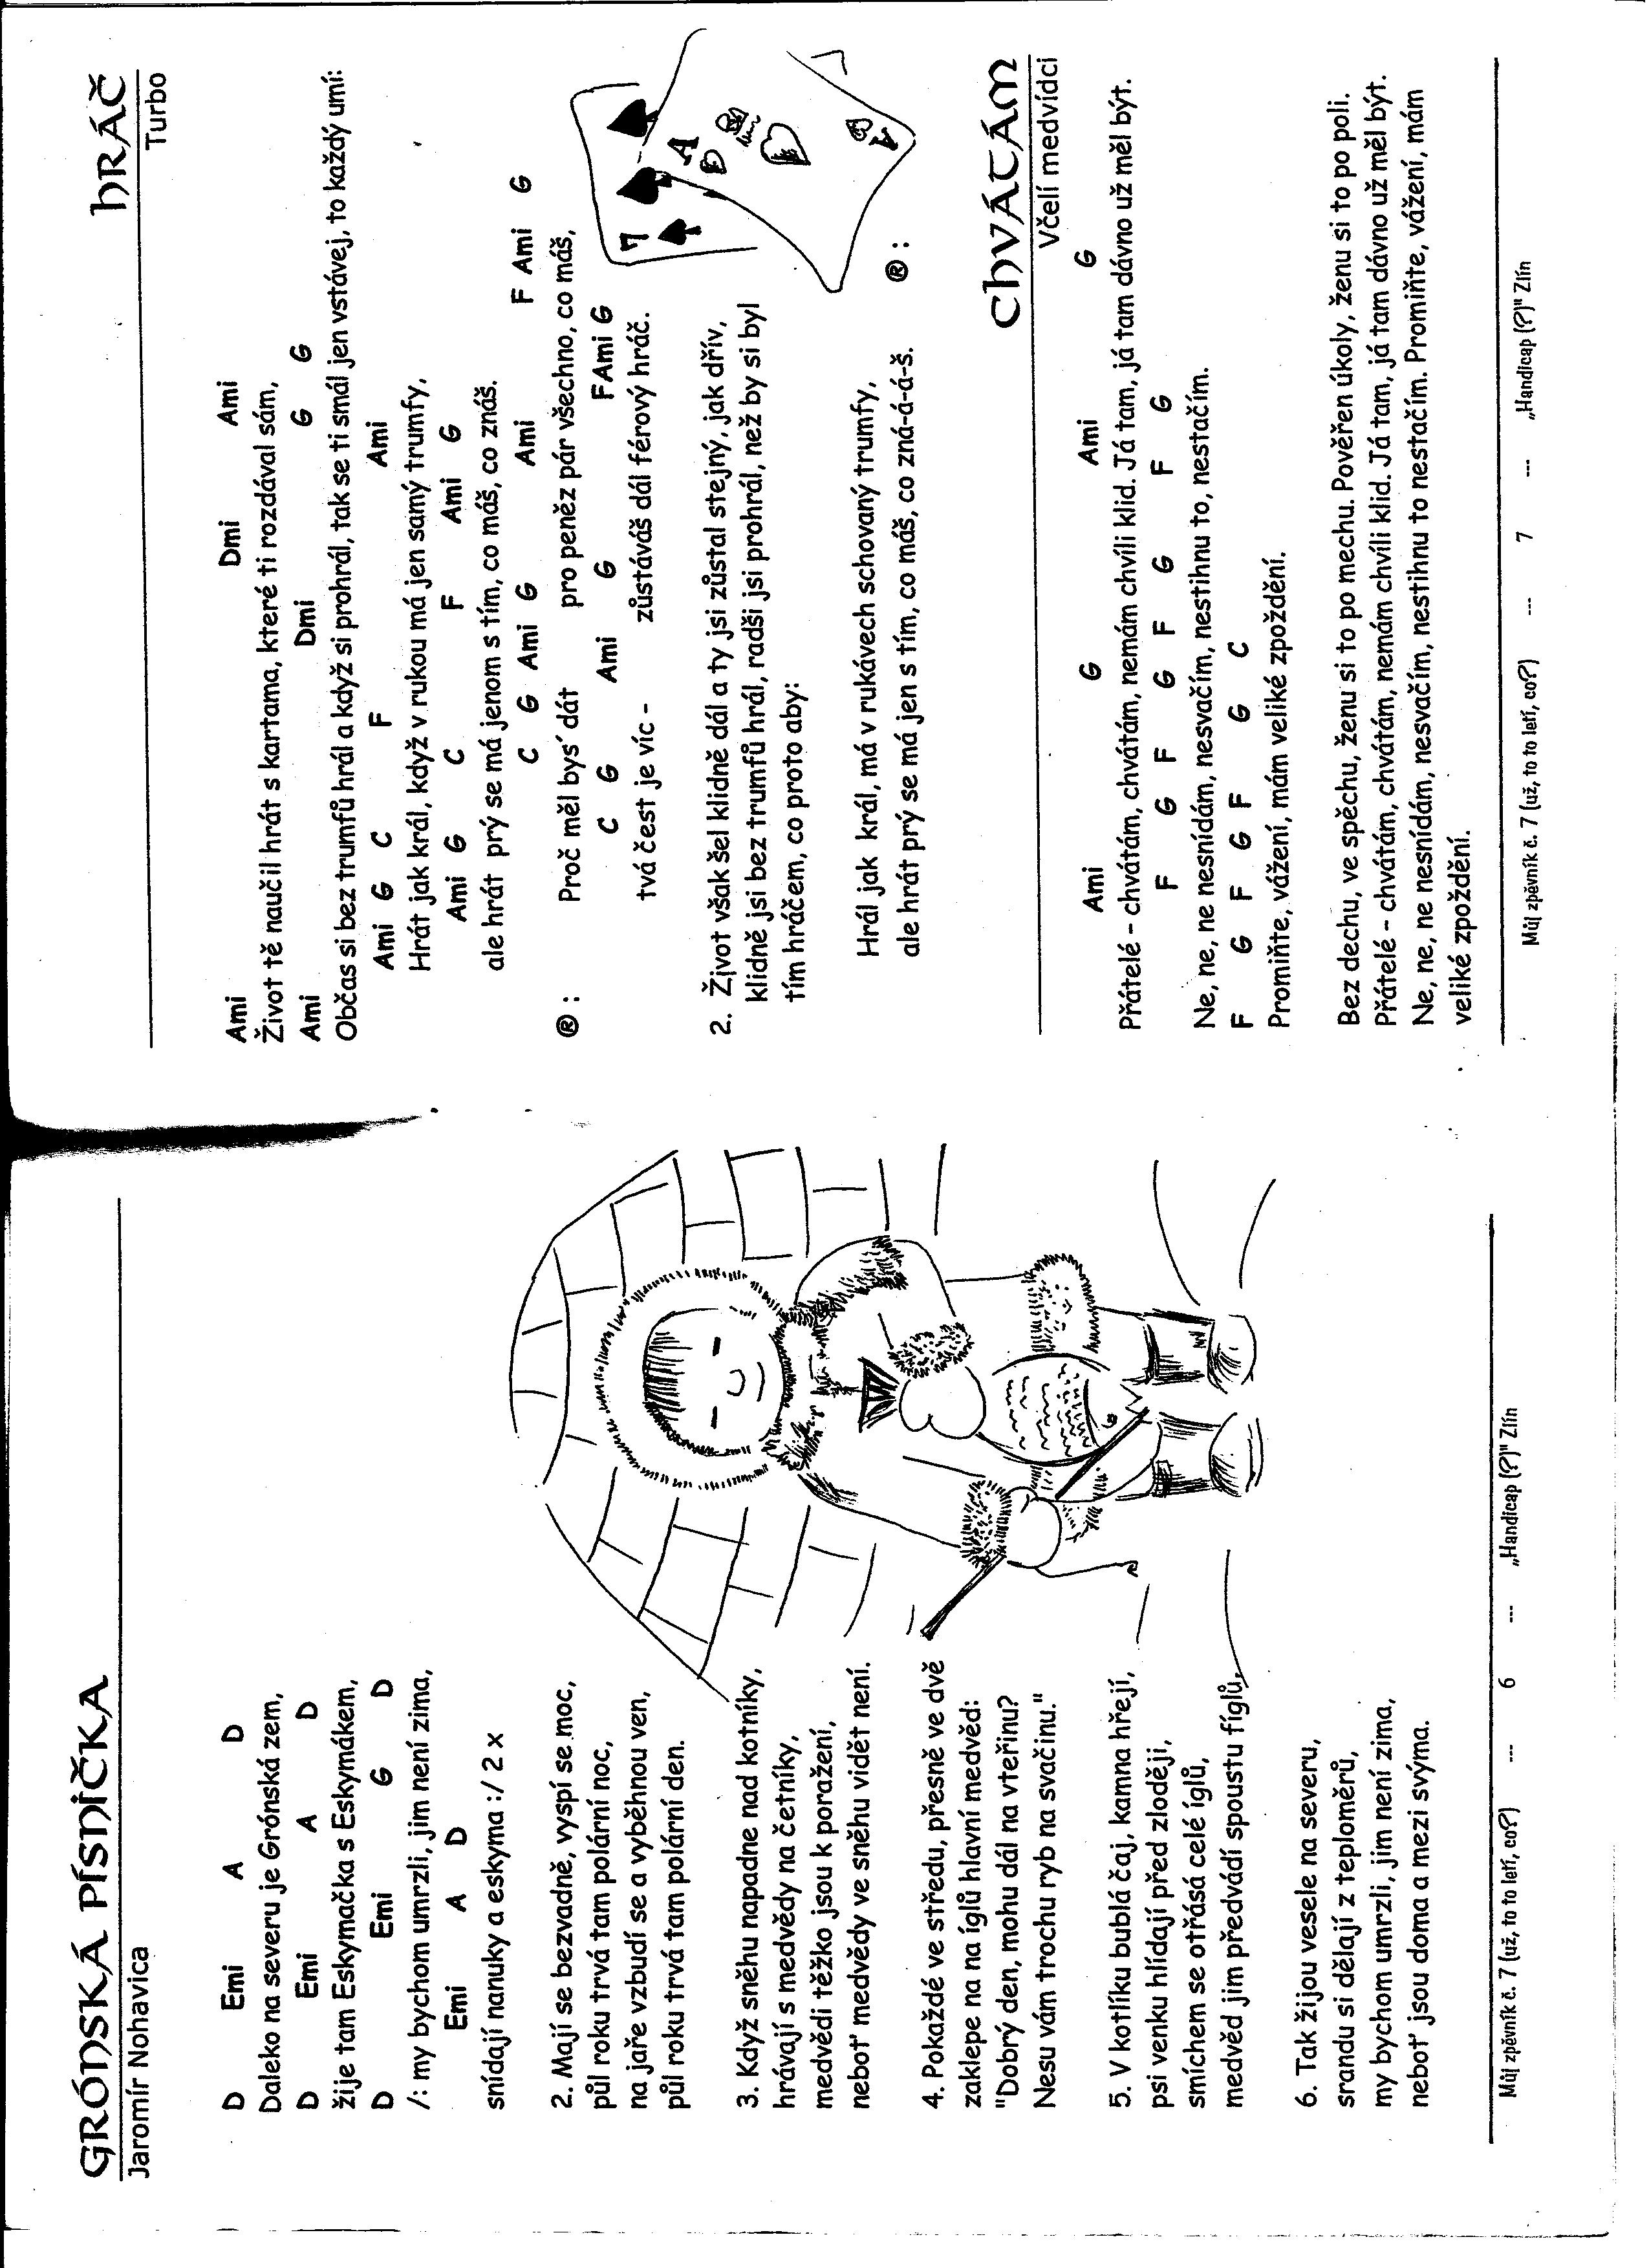 GRÓNSKÁ PÍSNIČKA
Jaromír Nohavica
D Emi A D
Daleko na severu je Grónská zem,
D Emi A D
žije tam Eskymačka s Eskymákem,
D Emi G D
/: my bychom umrzli, jim není zima,
Emi A D
snídají nanuky a eskyma :/ 2 x
2. Mají se bezvadně, vyspí se moc,
půl roku trvá tam polární noc,
na jaře vzbudí se a vyběhnou ven,
půl roku trvá tam polární den.
3. Když sněhu napadne nad kotníky,
hrávají s medvědy na četníky,
medvědi těžko jsou k poražení,
neboť medvědy ve sněhu vidět není.
4. Pokaždé ve středu, přesně ve dvě
zaklepe na na íglů hlavní medvěd:
"Dobrý den, mohu dál na vteřinu?
Nesu vám trochu ryb na svačinu."
5. V kotlíku bublá čaj, kamna hřejí,
psi venku hlídají před zloději,
smíchem se otřásá celé íglů,
medvěd jim předvádí spoustu fíglů,
6. Tak žijou vesele na severu,
srandu si dělají z teploměrů,
my bychom umrzli, jim není zima,
neboť jsou doma a mezi svýma.
Můj zpěvník č. 7 (už, to to letí, co?) --- 6 --- „Handicap (?)" Zlín
HRÁČ
Turbo
Ami Dmi Ami
Život tě naučil hrát s kartama, které ti rozdával sám,
Ami Dmi G G
Občas si bez trumfů hrál a když si prohrál, tak se ti smál jen vstávej, to každý umí:
Ami G C F Ami
Hrát jak král, když v rukou má jen samý trumfy,
Ami G C F Ami G
ale hrát prý se má jenom s tím, co máš, co znáš.
C G Ami G Ami F Ami G
® : Proč měl bys' dát pro peněz pár všechno, co máš,
C G Ami G F Ami G
tvá čest je víc - zůstáváš dál férový hráč.
7
A
A
2. Život však šel klidně dál a ty jsi zůstal stejný, jak dřív,
klidně jsi bez trumfů hrál, radši jsi prohrál, než by si byl
tím hráčem, co proto aby:
Hrál jak král, má v rukávech schovaný trumfy,
ale hrát prý se má jen s tím, co máš, co zná-á-á-š. ® :
CHVÁTÁM
Včelí medvídci
Ami G Ami G
Přátelé - chvátám, chvátám, nemám chvíli klid. Já tam, já tam dávno už měl být.
F G F G F G F G
Ne, ne, ne nesnídám, nesvačím, nestihnu to, nestačím.
F G F G F G C
Promiňte, vážení, mám veliké zpoždění.
Bez dechu, ve spěchu, ženu si to po mechu. Pověřen úkoly, ženu si to po poli.
Přátelé - chvátám, chvátám, nemám chvíli klid. Já tam, já tam dávno už měl být.
Ne, ne, ne nesnídám, nesvačím, nestihnu to nestačím. Promiňte, vážení, mám
veliké zpoždění.
Můj zpěvník č. 7 (už, to to letí, co?) --- 7 --- „Handicap (?)" Zlín